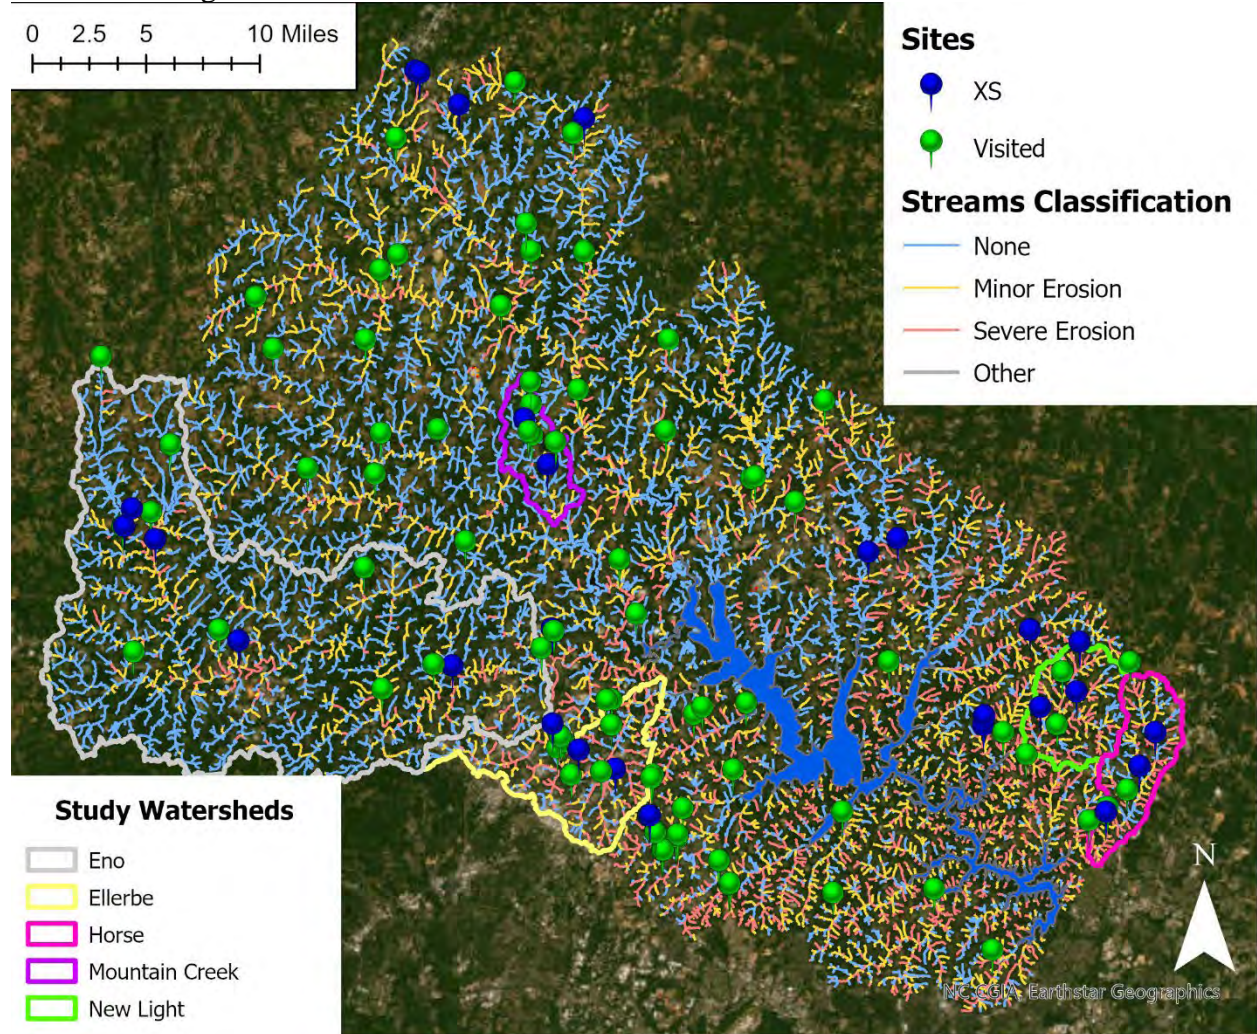 0 2.5 5 10 Miles
Sites
XS
Visited
Streams Classification
None
Minor Erosion
Severe Erosion
Other
Study Watersheds
Eno
Ellerbe
Horse
Mountain Creek
New Light
N
NC CGIA, Earthstar Geographics